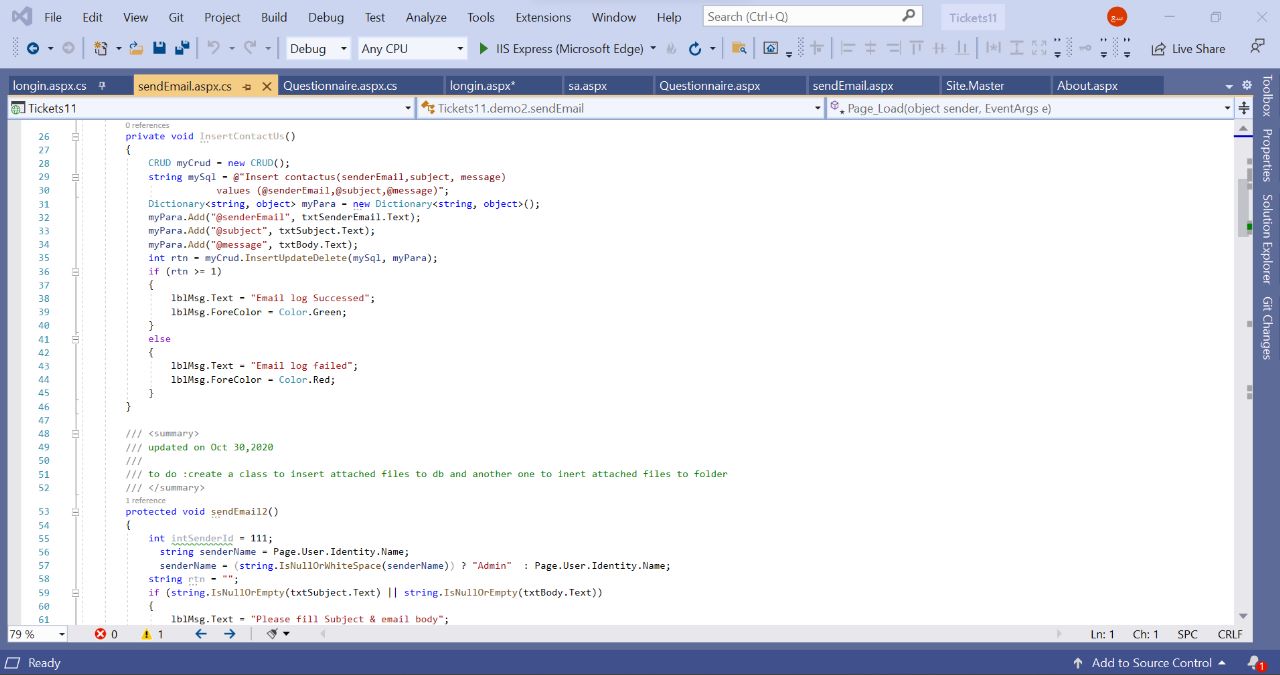 File Edit View Git Project Build Debug Test Analyze Tools Extensions Window Help Search (Ctrl+Q) Tickets11
Debug Any CPU IIS Express (Microsoft Edge) Live Share
longin.aspx.cs sendEmail.aspx.cs Questionnaire.aspx.cs longin.aspx* sa.aspx Questionnaire.aspx sendEmail.aspx Site.Master About.aspx
Tickets11 Tickets11.demo2.sendEmail Page_Load(object sender, EventArgs e)
0 references
26 private void InsertContactUs()
27 {
28 CRUD myCrud = new CRUD();
29 string mySql = @"Insert contactus(senderEmail,subject, message)
30 values (@senderEmail,@subject,@message)";
31 Dictionary<string, object> myPara = new Dictionary<string, object>();
32 myPara.Add("@senderEmail", txtSenderEmail.Text);
33 myPara.Add("@subject", txtSubject.Text);
34 myPara.Add("@message", txtBody.Text);
35 int rtn = myCrud.InsertUpdateDelete(mySql, myPara);
36 if (rtn >= 1)
37 {
38 lblMsg.Text = "Email log Successed";
39 lblMsg.ForeColor = Color.Green;
40 }
41 else
42 {
43 lblMsg.Text = "Email log failed";
44 lblMsg.ForeColor = Color.Red;
45 }
46 }
47
48 /// <summary>
49 /// updated on Oct 30,2020
50 ///
51 /// to do :create a class to insert attached files to db and another one to inert attached files to folder
52 /// </summary>
1 reference
53 protected void sendEmail2()
54 {
55 int intSenderId = 111;
56 string senderName = Page.User.Identity.Name;
57 senderName = (string.IsNullOrWhiteSpace(senderName)) ? "Admin" : Page.User.Identity.Name;
58 string rtn = "";
59 if (string.IsNullOrEmpty(txtSubject.Text) || string.IsNullOrEmpty(txtBody.Text))
60 {
61 lblMsg.Text = "Please fill Subject & email body";
79 % 0 1 Ln: 1 Ch: 1 SPC CRLF
Ready Add to Source Control 1
Toolbox
Properties
Solution Explorer
Git Changes